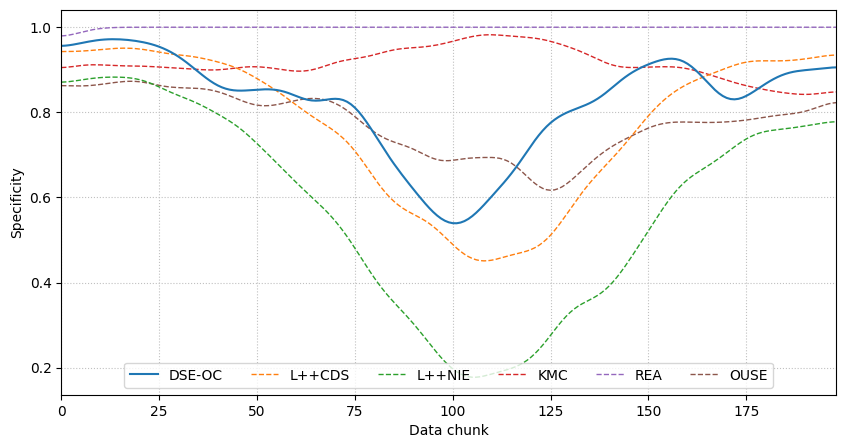 1.0
0.8
0.6
0.4
0.2
Specificity
DSE-OC L++CDS L++NIE KMC REA OUSE
0 25 50 75 100 125 150 175
Data chunk